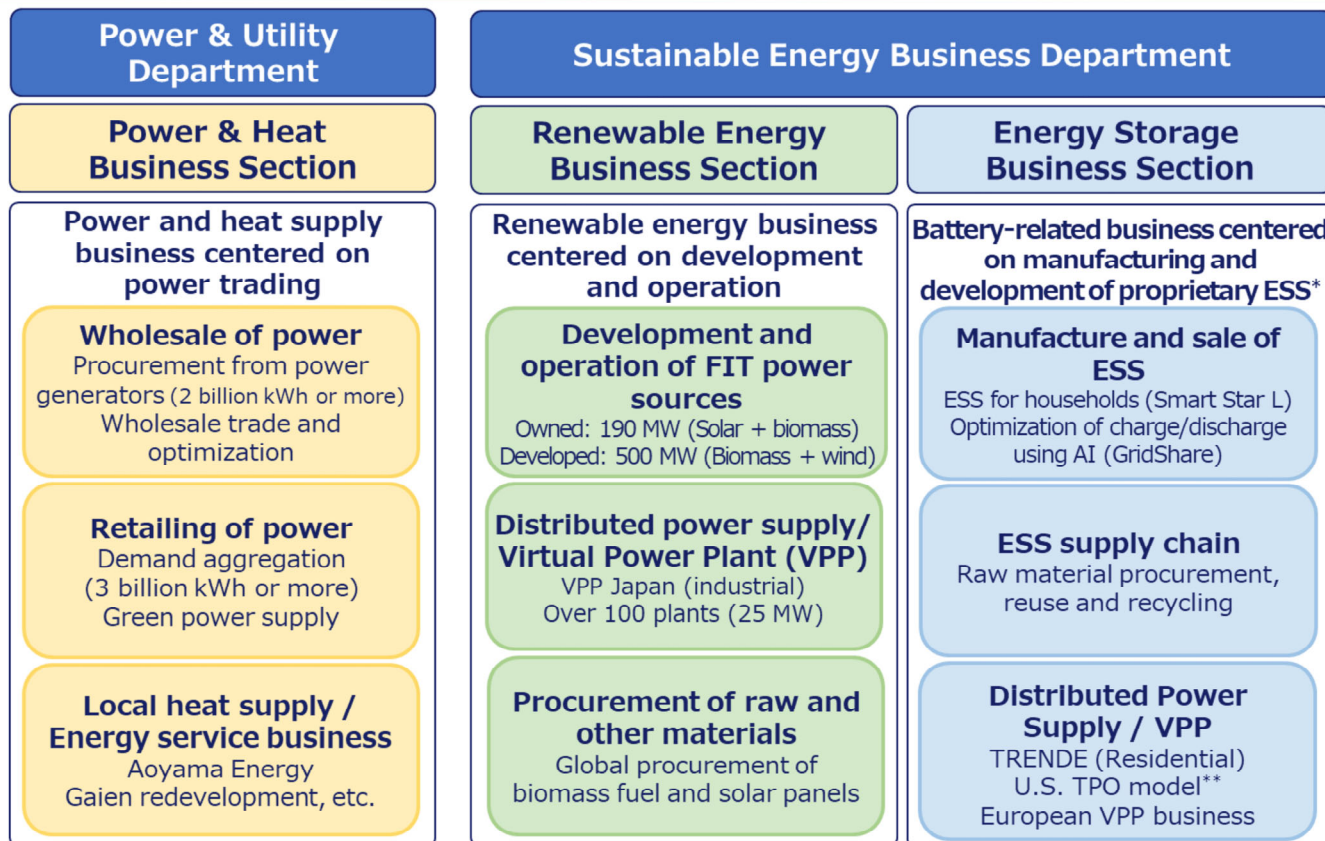 Power & Utility
Department
Power & Heat
Business Section
Power and heat supply
business centered on
power trading
Wholesale of power
Procurement from power
generators (2 billion kWh or more)
Wholesale trade and
optimization
Retailing of power
Demand aggregation
(3 billion kWh or more)
Green power supply
Local heat supply /
Energy service business
Aoyama Energy
Gaien redevelopment, etc.
Sustainable Energy Business Department
Renewable Energy
Business Section
Renewable energy business
centered on development
and operation
Development and
operation of FIT power
sources
Owned: 190 MW (Solar + biomass)
Developed: 500 MW (Biomass + wind)
Distributed power supply/
Virtual Power Plant (VPP)
VPP Japan (industrial)
Over 100 plants (25 MW)
Procurement of raw and
other materials
Global procurement of
biomass fuel and solar panels
Energy Storage
Business Section
Battery-related business centered
on manufacturing and
development of proprietary ESS*
Manufacture and sale of
ESS
ESS for households (Smart Star L)
Optimization of charge/discharge
using AI (GridShare)
ESS supply chain
Raw material procurement,
reuse and recycling
Distributed Power
Supply / VPP
TRENDE (Residential)
U.S. TPO model**
European VPP business